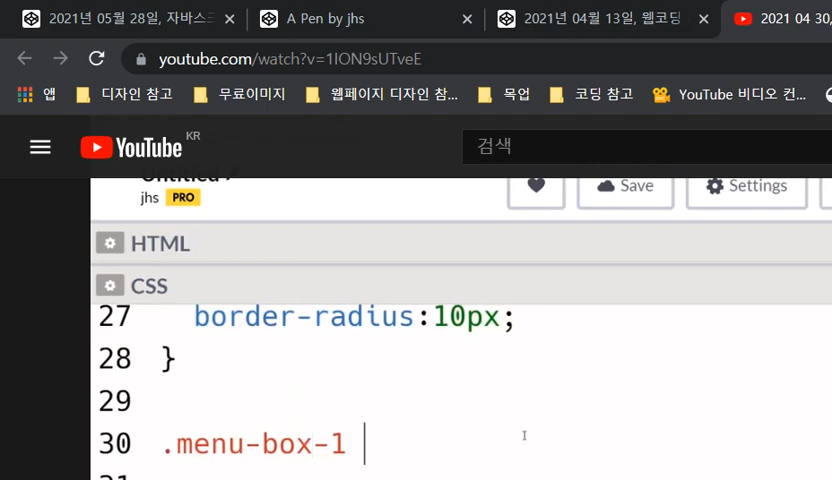 2021년 05월 28일, 자바스크 × A Pen by jhs × 2021년 04월 13일, 웹코딩 × 2021 04 30,
youtube.com/watch?v=1ION9sUTveE
앱 디자인 참고 무료이미지 웹페이지 디자인 참... 목업 코딩 참고 YouTube 비디오 컨...
YouTube KR 검색
Untitled
jhs PRO Save Settings
HTML
CSS
27 border-radius:10px;
28 }
29
30 .menu-box-1
31